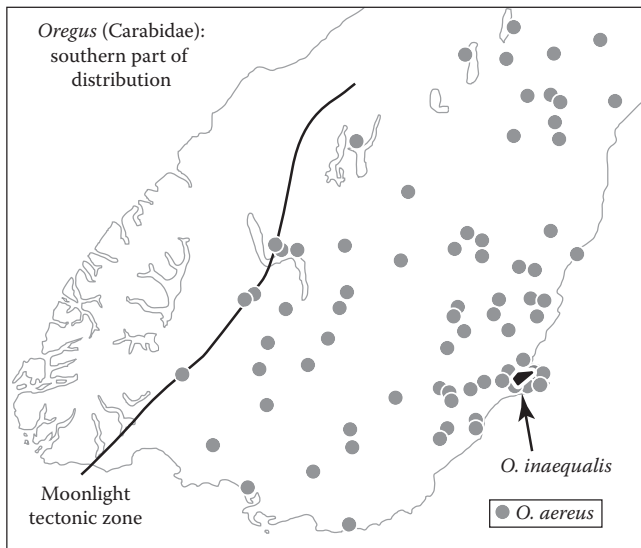 Oregus (Carabidae):
southern part of
distribution
Moonlight
tectonic zone
O. inaequalis
O. aereus